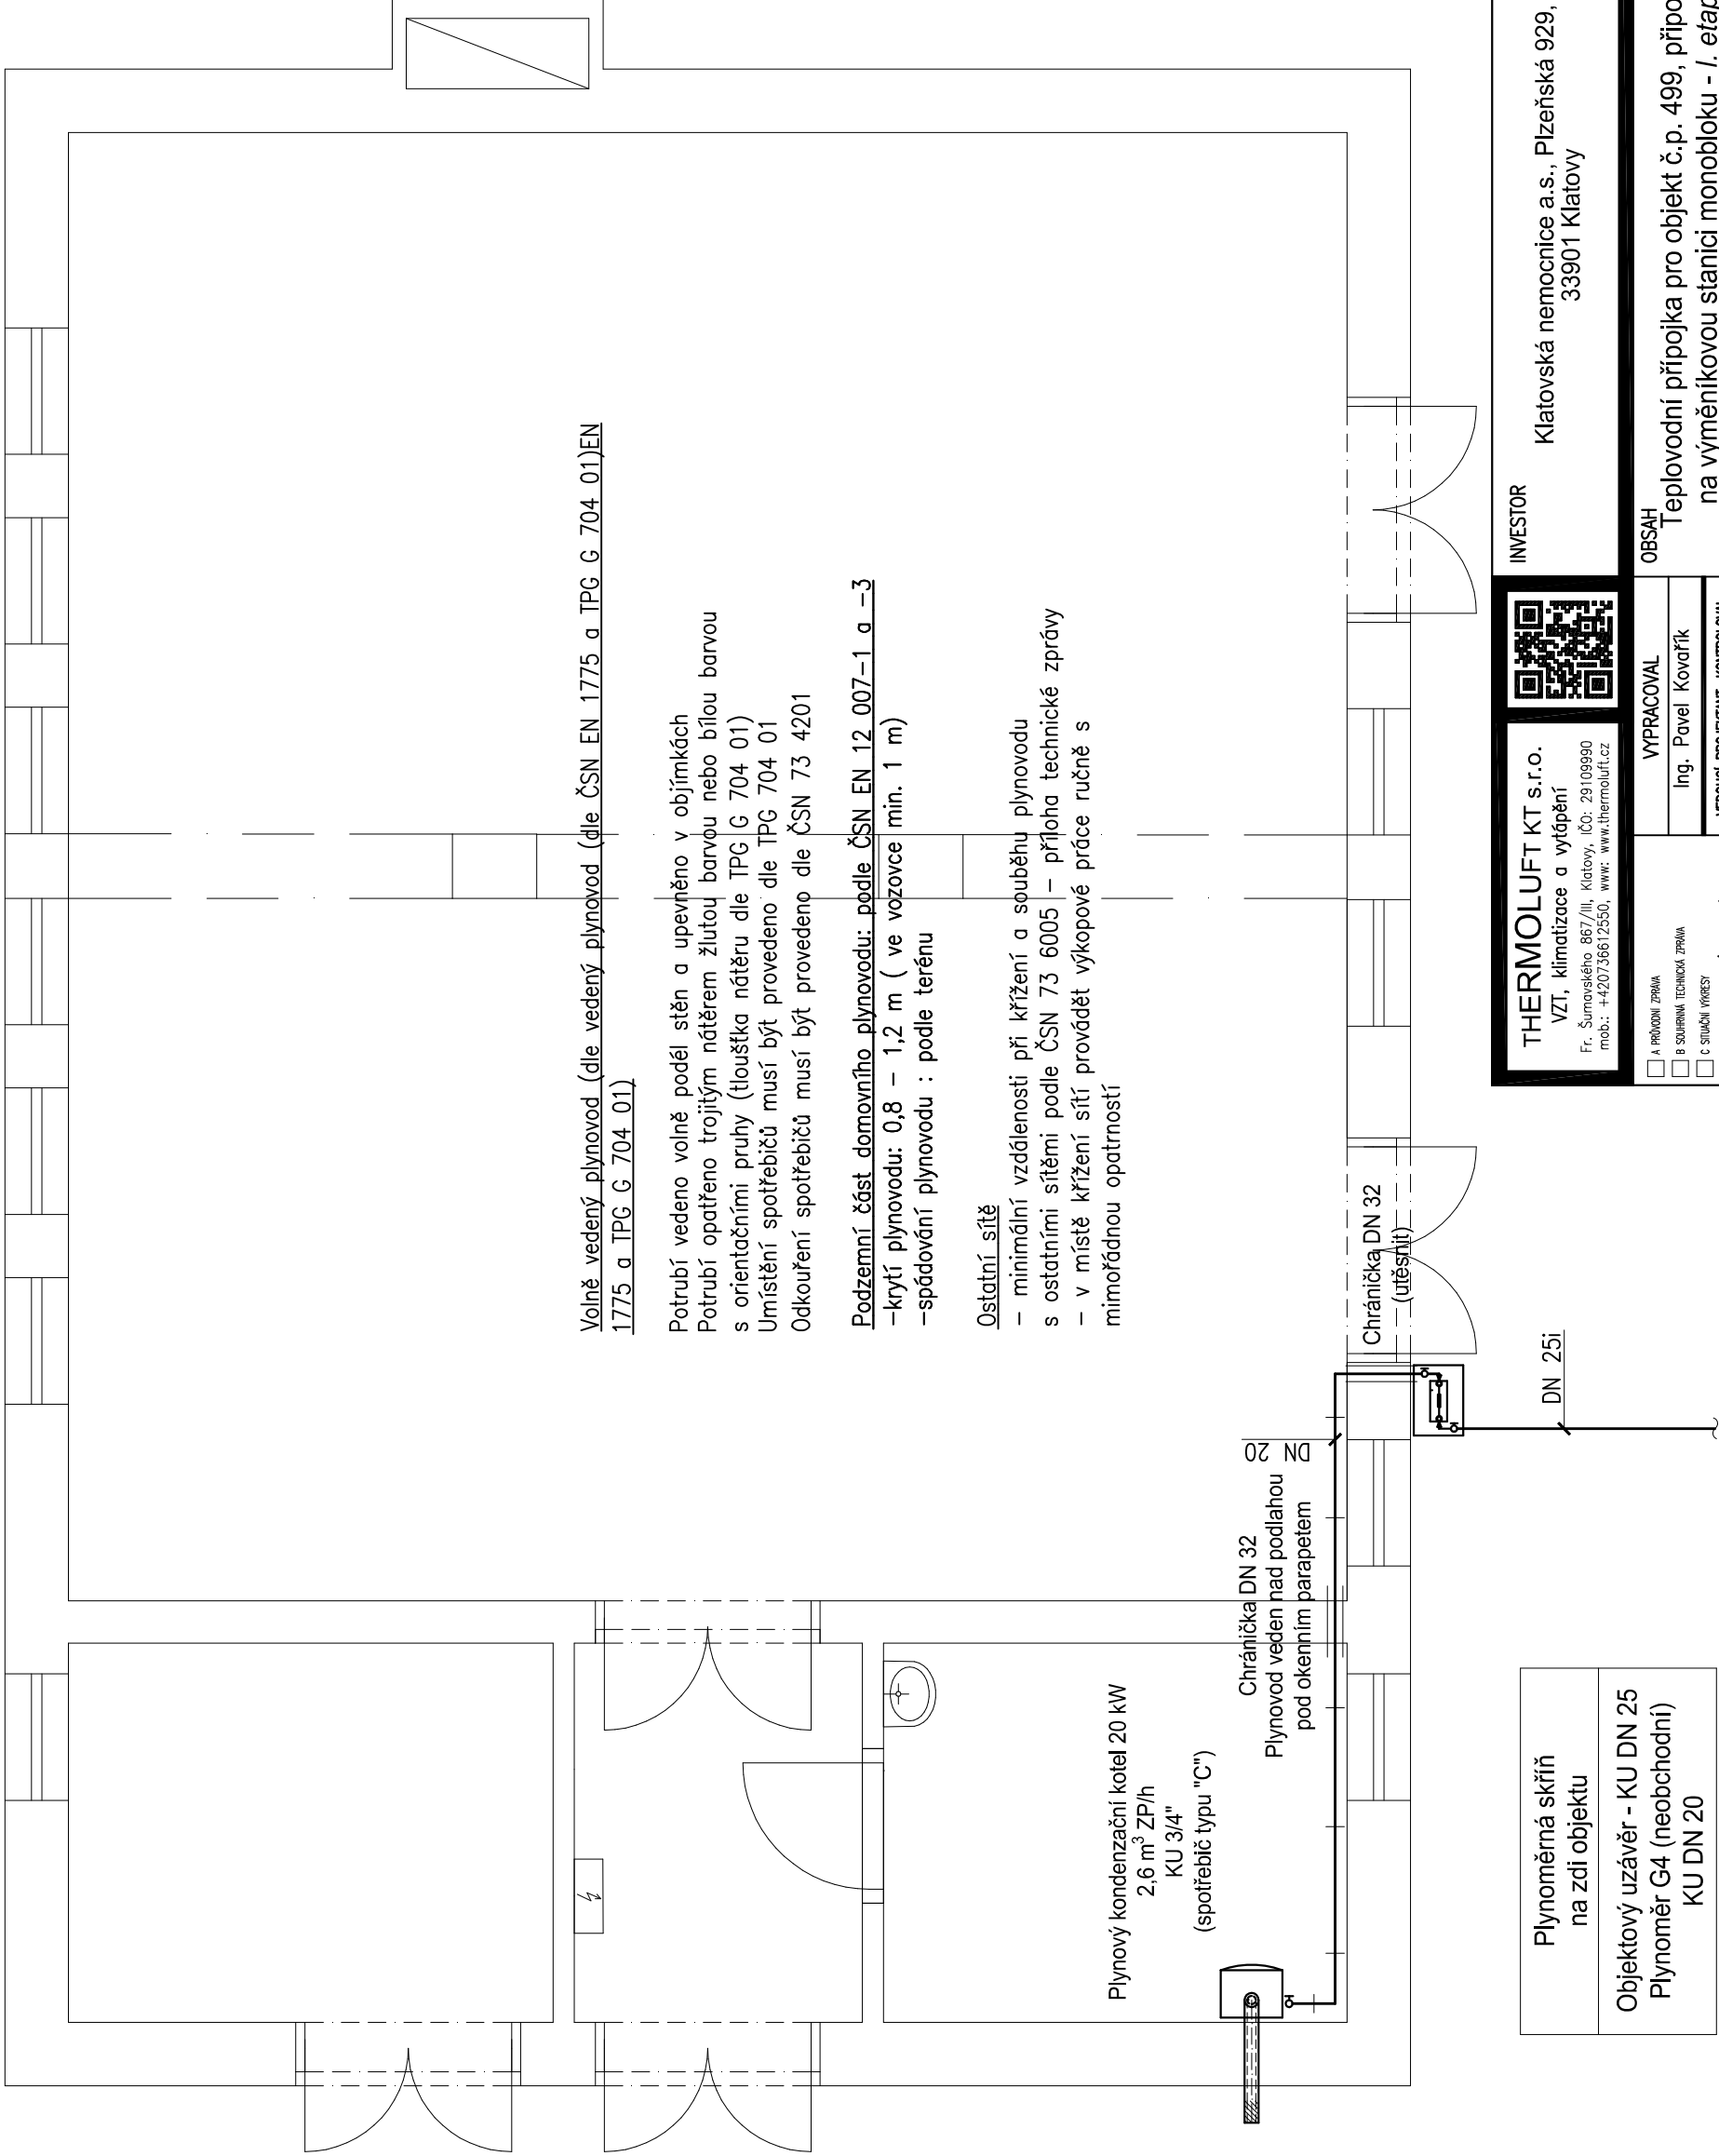 Volně vedený plynovod (dle vedený plynovod (dle ČSN EN 1775 a TPG G 704 01)EN
1775 a TPG G 704 01)
Potrubí vedeno volně podél stěn a upevněno v objímkách
Potrubí opatřeno trojitým nátěrem žlutou barvou nebo bílou barvou
s orientačními pruhy (tloušťka nátěru dle TPG G 704 01)
Umístění spotřebičů musí být provedeno dle TPG 704 01
Odkouření spotřebičů musí být provedeno dle ČSN 73 4201
Podzemní část domovního plynovodu: podle ČSN EN 12 007-1 a -3
-krytí plynovodu: 0,8 - 1,2 m ( ve vozovce min. 1 m)
-spádování plynovodu : podle terénu
Ostatní sítě
- minimální vzdálenosti při křížení a souběhu plynovodu
s ostatními sítěmi podle ČSN 73 6005 - příloha technické zprávy
- v místě křížení sítí provádět výkopové práce ručně s
mimořádnou opatrností
Plynový kondenzační kotel 20 kW
2,6 m³ ZP/h
KU 3/4"
(spotřebič typu "C")
Chránička DN 32
Plynovod veden nad podlahou
pod okenním parapetem
DN 20
Chránička DN 32
(utěsnit)
DN 25i
Plynoměrná skříň
na zdi objektu
Objektový uzávěr - KU DN 25
Plynoměr G4 (neobchodní)
KU DN 20
THERMOLUFT KT s.r.o.
VZT, klimatizace a vytápění
Fr. Šumavského 867/III, Klatovy, IČO: 29109990
mob.: +420736612550, www: www.thermoluft.cz
INVESTOR
Klatovská nemocnice a.s., Plzeňská 929,
33901 Klatovy
A PRŮVODNÍ ZPRÁVA
B SOUHRNNÁ TECHNICKÁ ZPRÁVA
C SITUAČNÍ VÝKRESY
VYPRACOVAL
Ing. Pavel Kovařík
OBSAH
Teplovodní přípojka pro objekt č.p. 499, připo
na výměníkovou stanici monobloku - I. etap